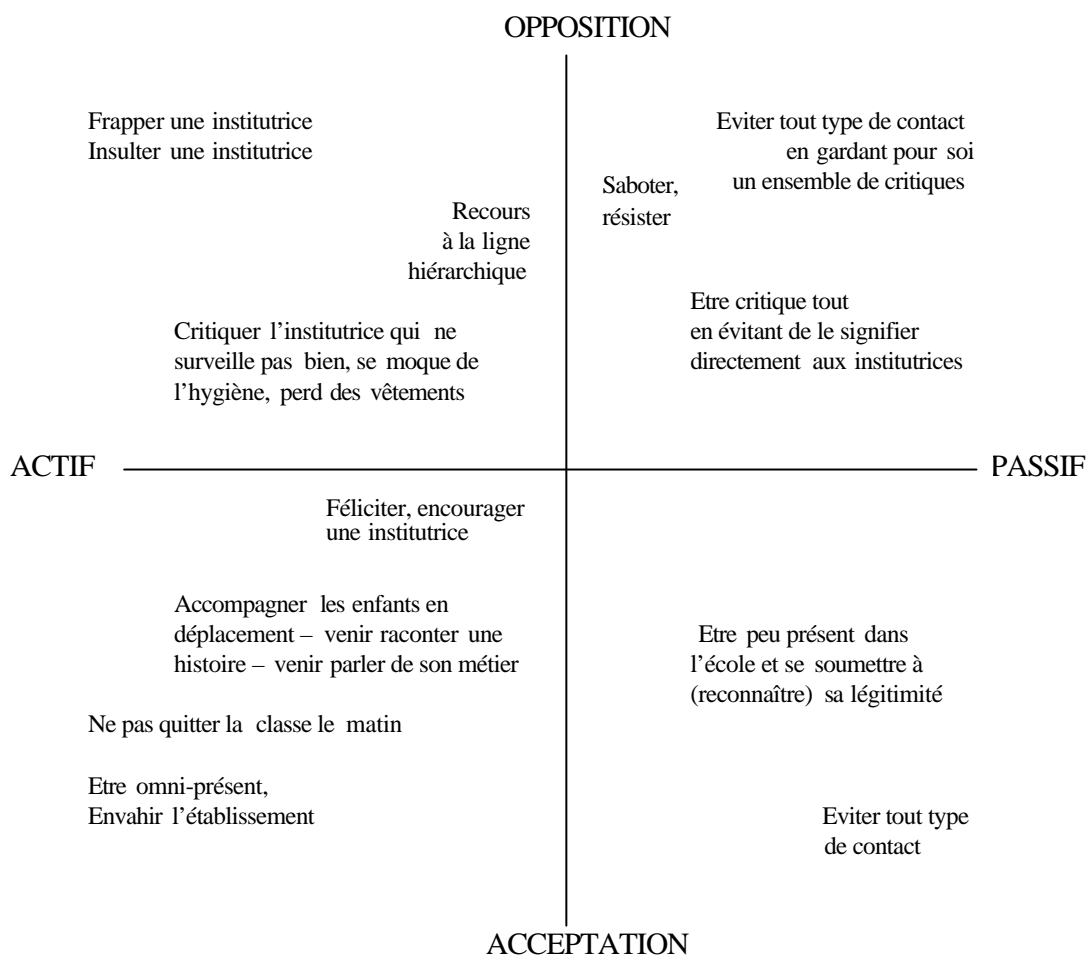 OPPOSITION
Frapper une institutrice
Insulter une institutrice
Eviter tout type de contact
en gardant pour soi
un ensemble de critiques
Saboter,
résister
Recours
à la ligne
hiérarchique
Etre critique tout
en évitant de le signifier
directement aux institutrices
Critiquer l’institutrice qui ne
surveille pas bien, se moque de
l’hygiène, perd des vêtements
ACTIF
PASSIF
Féliciter, encourager
une institutrice
Accompagner les enfants en
déplacement – venir raconter une
histoire – venir parler de son métier
Etre peu présent dans
l’école et se soumettre à
(reconnaître) sa légitimité
Ne pas quitter la classe le matin
Etre omni-présent,
Envahir l’établissement
Eviter tout type
de contact
ACCEPTATION